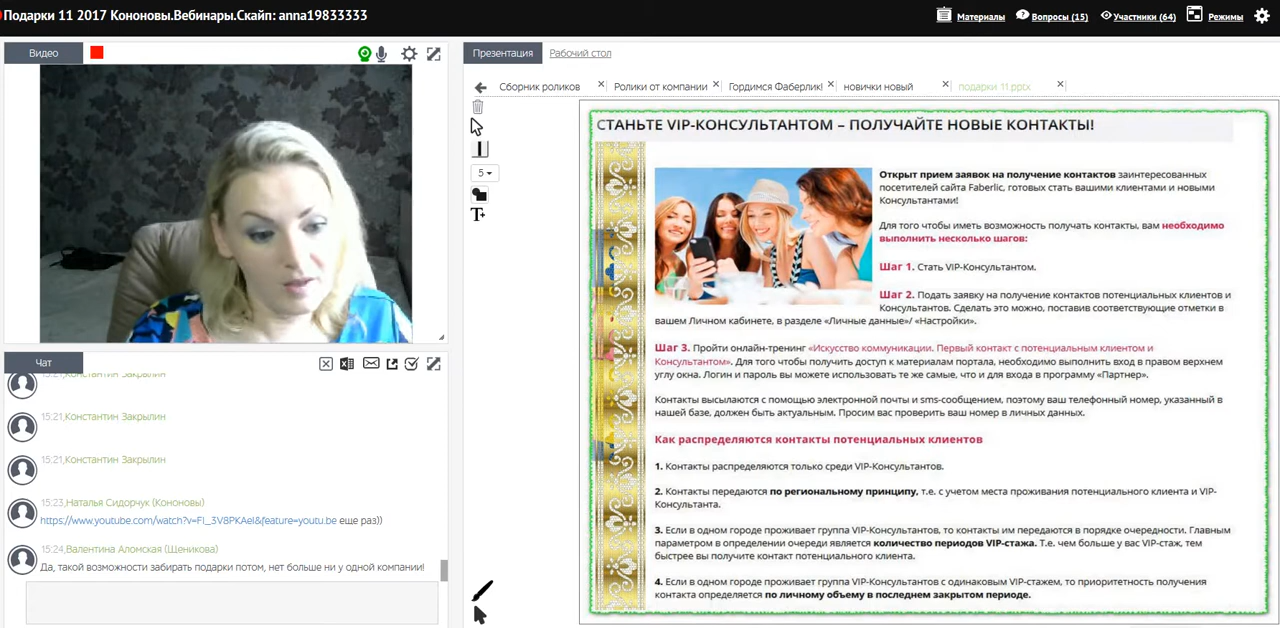 Подарки 11 2017 Кононовы.Вебинары.Скайп: anna19833333
Материалы
Вопросы (15)
Участники (64)
Режимы
Видео
Презентация
Рабочий стол
Сборник роликов
Ролики от компании
Гордимся Фаберлик!
новички новый
подарки 11.pptx
5
T+
СТАНЬТЕ VIP-КОНСУЛЬТАНТОМ – ПОЛУЧАЙТЕ НОВЫЕ КОНТАКТЫ!
Открыт прием заявок на получение контактов заинтересованных
посетителей сайта Faberlic, готовых стать вашими клиентами и новыми
Консультантами!
Для того чтобы иметь возможность получать контакты, вам необходимо
выполнить несколько шагов:
Шаг 1. Стать VIP-Консультантом.
Шаг 2. Подать заявку на получение контактов потенциальных клиентов и
Консультантов. Сделать это можно, поставив соответствующие отметки в
вашем Личном кабинете, в разделе «Личные данные»/ «Настройки».
Шаг 3. Пройти онлайн-тренинг «Искусство коммуникации. Первый контакт с потенциальным клиентом и
Консультантом». Для того чтобы получить доступ к материалам портала, необходимо выполнить вход в правом верхнем
углу окна. Логин и пароль вы можете использовать те же самые, что и для входа в программу «Партнер».
Контакты высылаются с помощью электронной почты и sms-сообщением, поэтому ваш телефонный номер, указанный в
нашей базе, должен быть актуальным. Просим вас проверить ваш номер в личных данных.
Как распределяются контакты потенциальных клиентов
1. Контакты распределяются только среди VIP-Консультантов.
2. Контакты передаются по региональному принципу, т.е. с учетом места проживания потенциального клиента и VIP-
Консультанта.
3. Если в одном городе проживает группа VIP-Консультантов, то контакты им передаются в порядке очередности. Главным
параметром в определении очереди является количество периодов VIP-стажа. Т.е. чем больше у вас VIP-стаж, тем
быстрее вы получите контакт потенциального клиента.
4. Если в одном городе проживает группа VIP-Консультантов с одинаковым VIP-стажем, то приоритетность получения
контакта определяется по личному объему в последнем закрытом периоде.
Чат
15:21,Константин Закрылин
15:21,Константин Закрылин
15:21,Константин Закрылин
15:23,Наталья Сидорчук (Кононовы)
https://www.youtube.com/watch?v=FI_3V8PKAeI&feature=youtu.be еще раз))
15:24,Валентина Аломская (Щеникова)
Да, такой возможности забирать подарки потом, нет больше ни у одной компании!